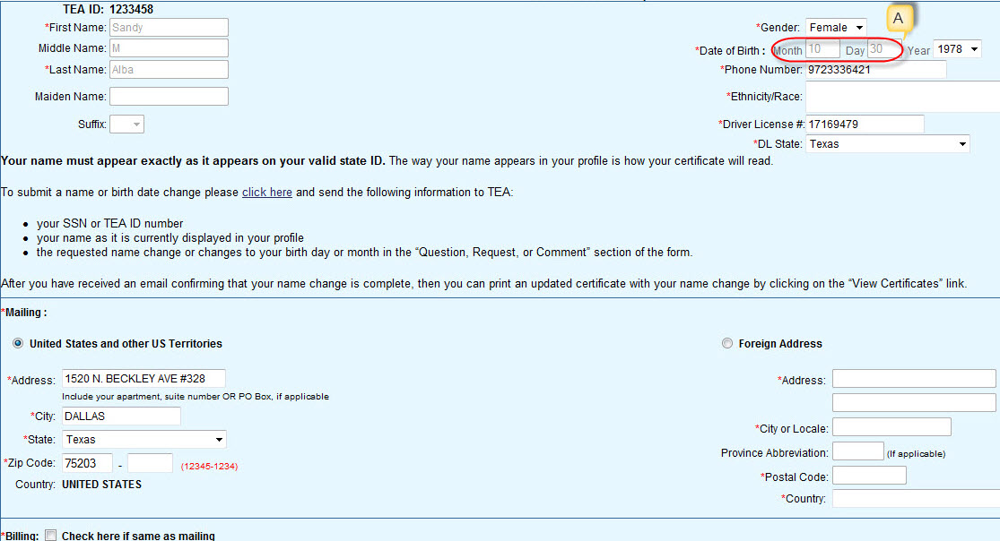 TEA ID: 1233458
*First Name: Sandy
*Gender: Female
A
Middle Name: M
*Date of Birth : Month 10 Day 30 Year 1978
*Last Name: Alba
*Phone Number: 9723336421
Maiden Name:
*Ethnicity/Race:
Suffix:
*Driver License #: 17169479
*DL State: Texas
Your name must appear exactly as it appears on your valid state ID. The way your name appears in your profile is how your certificate will read.
To submit a name or birth date change please click here and send the following information to TEA:
• your SSN or TEA ID number
• your name as it is currently displayed in your profile
• the requested name change or changes to your birth day or month in the “Question, Request, or Comment” section of the form.
After you have received an email confirming that your name change is complete, then you can print an updated certificate with your name change by clicking on the “View Certificates” link.
*Mailing :
United States and other US Territories
Foreign Address
*Address: 1520 N. BECKLEY AVE #328
*Address:
Include your apartment, suite number OR PO Box, if applicable
*City: DALLAS
*City or Locale:
*State: Texas
Province Abbreviation: (If applicable)
*Zip Code: 75203 - (12345-1234)
*Postal Code:
Country: UNITED STATES
*Country:
*Billing: Check here if same as mailing